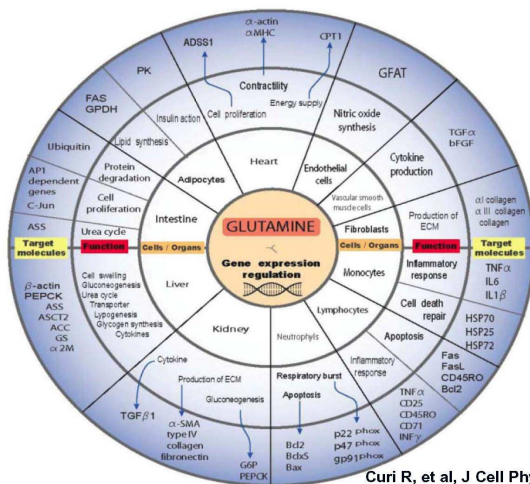 α-actin
αMHC
ADSS1
CPT1
PK
Contractility
GFAT
FAS
GPDH
Insulin action
Cell proliferation
Energy supply
Nitric oxide
synthesis
TGFα
bFGF
Lipid synthesis
Ubiquitin
Heart
Cytokine
production
Protein
degradation
Adipocytes
Endothelial
cells
AP1
dependent
genes
C-Jun
Cell
proliferation
Vascular smooth
muscle cells
αI collagen
α III collagen
collagen
Intestine
GLUTAMINE
Fibroblasts
Production of
ECM
ASS
Urea cycle
Target
molecules
Function
Cells / Organs
Gene expression
regulation
Cells / Organs
Function
Target
molecules
Monocytes
Inflammatory
response
TNFα
IL6
IL1β
Liver
Cell swelling
Gluconeogenesis
Urea cycle
Transporter
Lypogenesis
Glycogen synthesis
Cytokines
β-actin
PEPCK
ASS
ASCT2
ACC
GS
α2M
Lymphocytes
Cell death
repair
HSP70
HSP25
HSP72
Kidney
Neutrophyls
Apoptosis
Cytokine
Production of ECM
Gluconeogenesis
Respiratory burst
Apoptosis
Inflammatory
response
Fas
FasL
CD45RO
Bcl2
TGFβ1
α-SMA
type IV
collagen
fibronectin
G6P
PEPCK
Bcl2
BclxS
Bax
p22 phox
p47 phox
gp91 phox
TNFα
CD25
CD45RO
CD71
INFγ
Curi R, et al, J Cell Phy